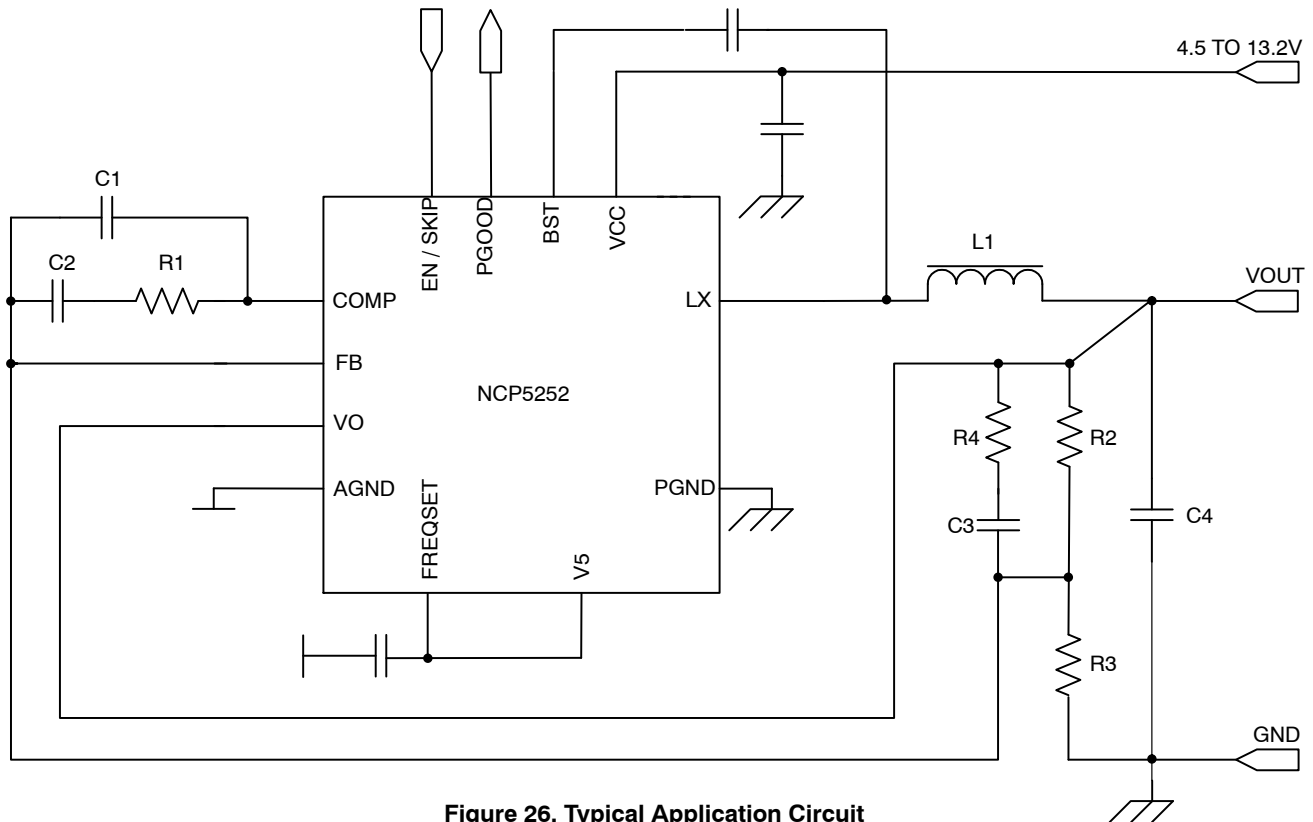 4.5 TO 13.2V
C1
EN / SKIP
PGOOD
BST
VCC
L1
C2
R1
VOUT
COMP
LX
FB
NCP5252
VO
R4
R2
AGND
FREQSET
V5
PGND
C3
C4
R3
GND
Figure 26. Typical Application Circuit